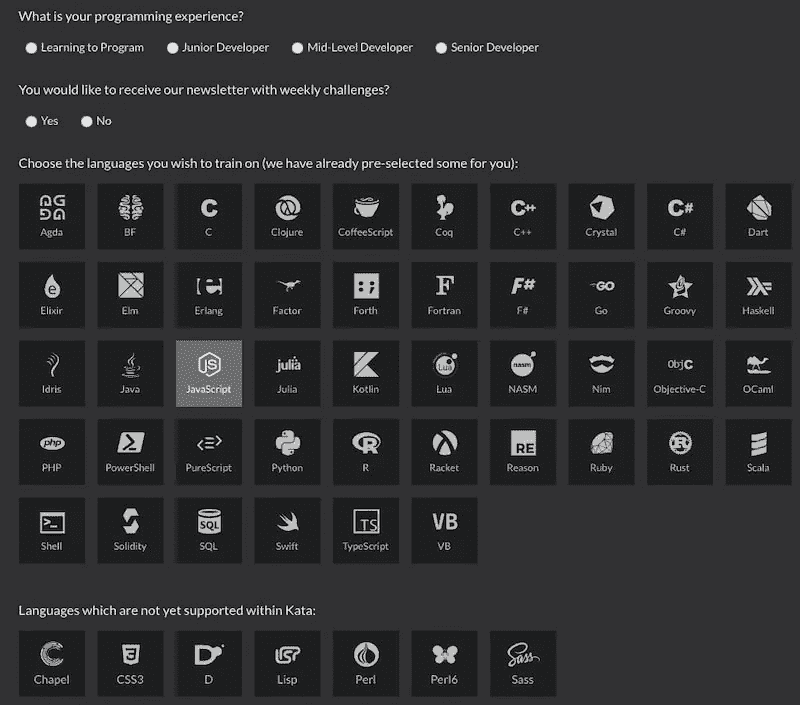 What is your programming experience?
Learning to Program Junior Developer Mid-Level Developer Senior Developer
You would like to receive our newsletter with weekly challenges?
Yes No
Choose the languages you wish to train on (we have already pre-selected some for you):
Agda BF C Clojure CoffeeScript Coq C++ Crystal C# Dart
Elixir Elm Erlang Factor Forth Fortran F# Go Groovy Haskell
Idris Java JavaScript Julia Kotlin Lua NASM Nim Objective-C OCaml
PHP PowerShell PureScript Python R Racket Reason Ruby Rust Scala
Shell Solidity SQL Swift TypeScript VB
Languages which are not yet supported within Kata:
Chapel CSS3 D Lisp Perl Perl6 Sass